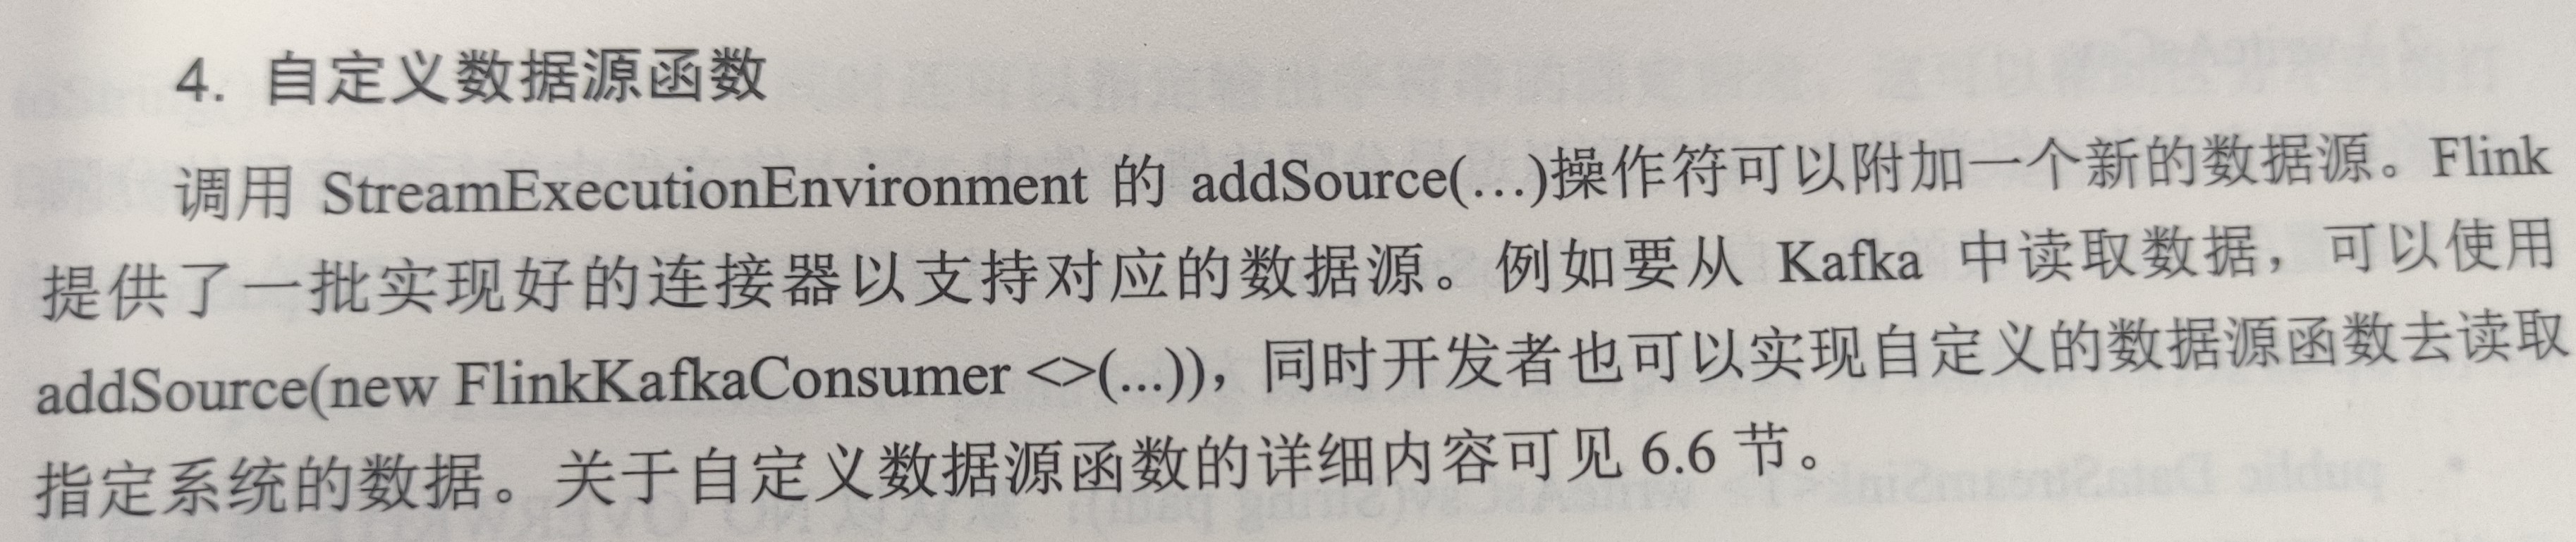 4. 自定义数据源函数
调用 StreamExecutionEnvironment 的 addSource(…)操作符可以附加一个新的数据源。Flink
提供了一批实现好的连接器以支持对应的数据源。例如要从 Kafka 中读取数据，可以使用
addSource(new FlinkKafkaConsumer <>(...))，同时开发者也可以实现自定义的数据源函数去读取
指定系统的数据。关于自定义数据源函数的详细内容可见 6.6 节。